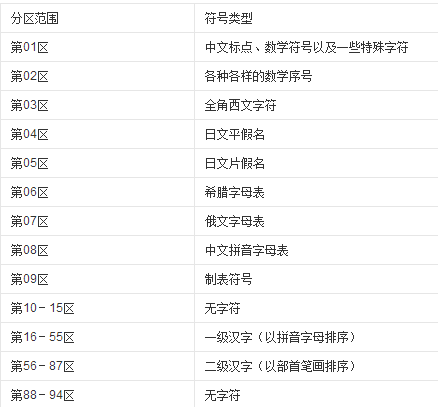 分区范围 符号类型
第01区 中文标点、数学符号以及一些特殊字符
第02区 各种各样的数学序号
第03区 全角西文字符
第04区 日文平假名
第05区 日文片假名
第06区 希腊字母表
第07区 俄文字母表
第08区 中文拼音字母表
第09区 制表符号
第10-15区 无字符
第16-55区 一级汉字（以拼音字母排序）
第56-87区 二级汉字（以部首笔画排序）
第88-94区 无字符